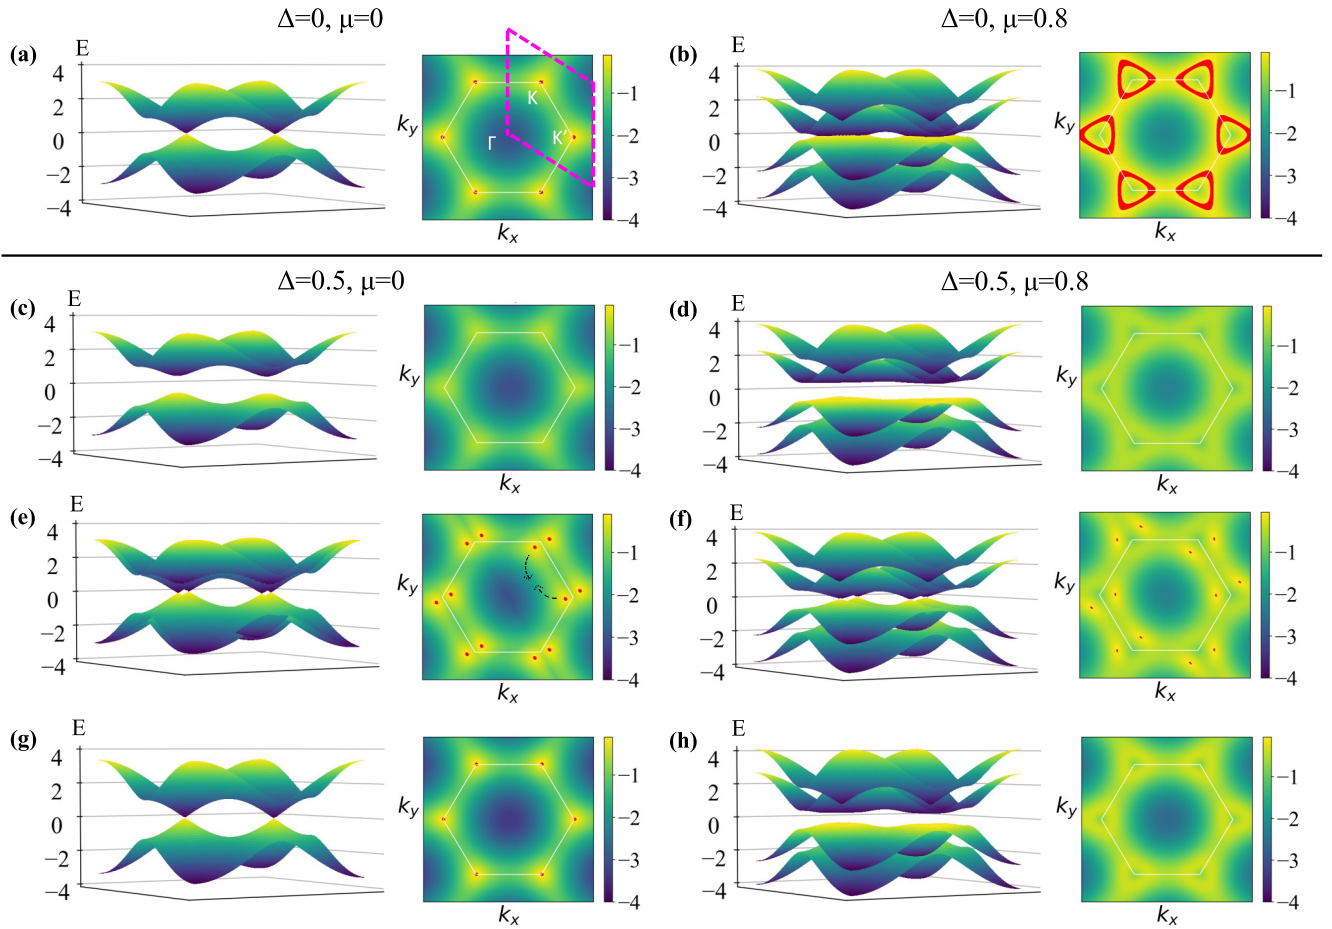 Δ=0, μ=0
Δ=0, μ=0.8
(a)
E
4
2
0
−2
−4
k_y
k_x
K
Γ
K′
−1
−2
−3
−4
(b)
E
4
2
0
−2
−4
k_y
k_x
−1
−2
−3
−4
Δ=0.5, μ=0
Δ=0.5, μ=0.8
(c)
E
4
2
0
−2
−4
k_y
k_x
−1
−2
−3
−4
(d)
E
4
2
0
−2
−4
k_y
k_x
−1
−2
−3
−4
(e)
E
4
2
0
−2
−4
k_y
k_x
−1
−2
−3
−4
(f)
E
4
2
0
−2
−4
k_y
k_x
−1
−2
−3
−4
(g)
E
4
2
0
−2
−4
k_y
k_x
−1
−2
−3
−4
(h)
E
4
2
0
−2
−4
k_y
k_x
−1
−2
−3
−4